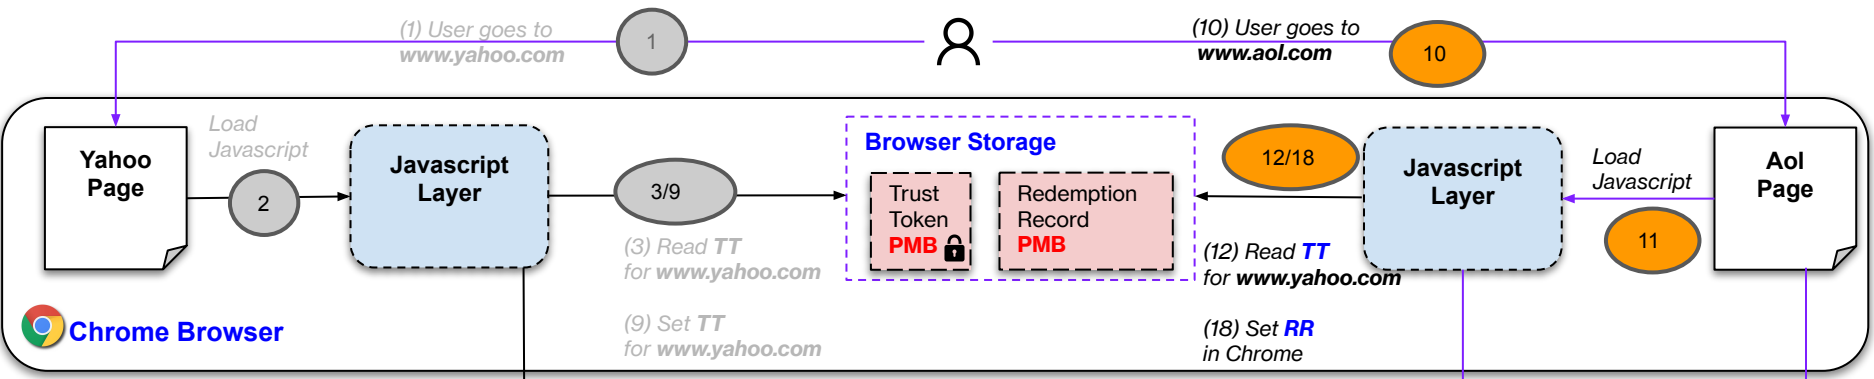 (1) User goes to
www.yahoo.com
1
(10) User goes to
www.aol.com
10
Yahoo
Page
Load
Javascript
2
Javascript
Layer
3/9
(3) Read TT
for www.yahoo.com
(9) Set TT
for www.yahoo.com
Browser Storage
Trust
Token
PMB
Redemption
Record
PMB
12/18
(12) Read TT
for www.yahoo.com
(18) Set RR
in Chrome
Javascript
Layer
Load
Javascript
11
Aol
Page
Chrome Browser